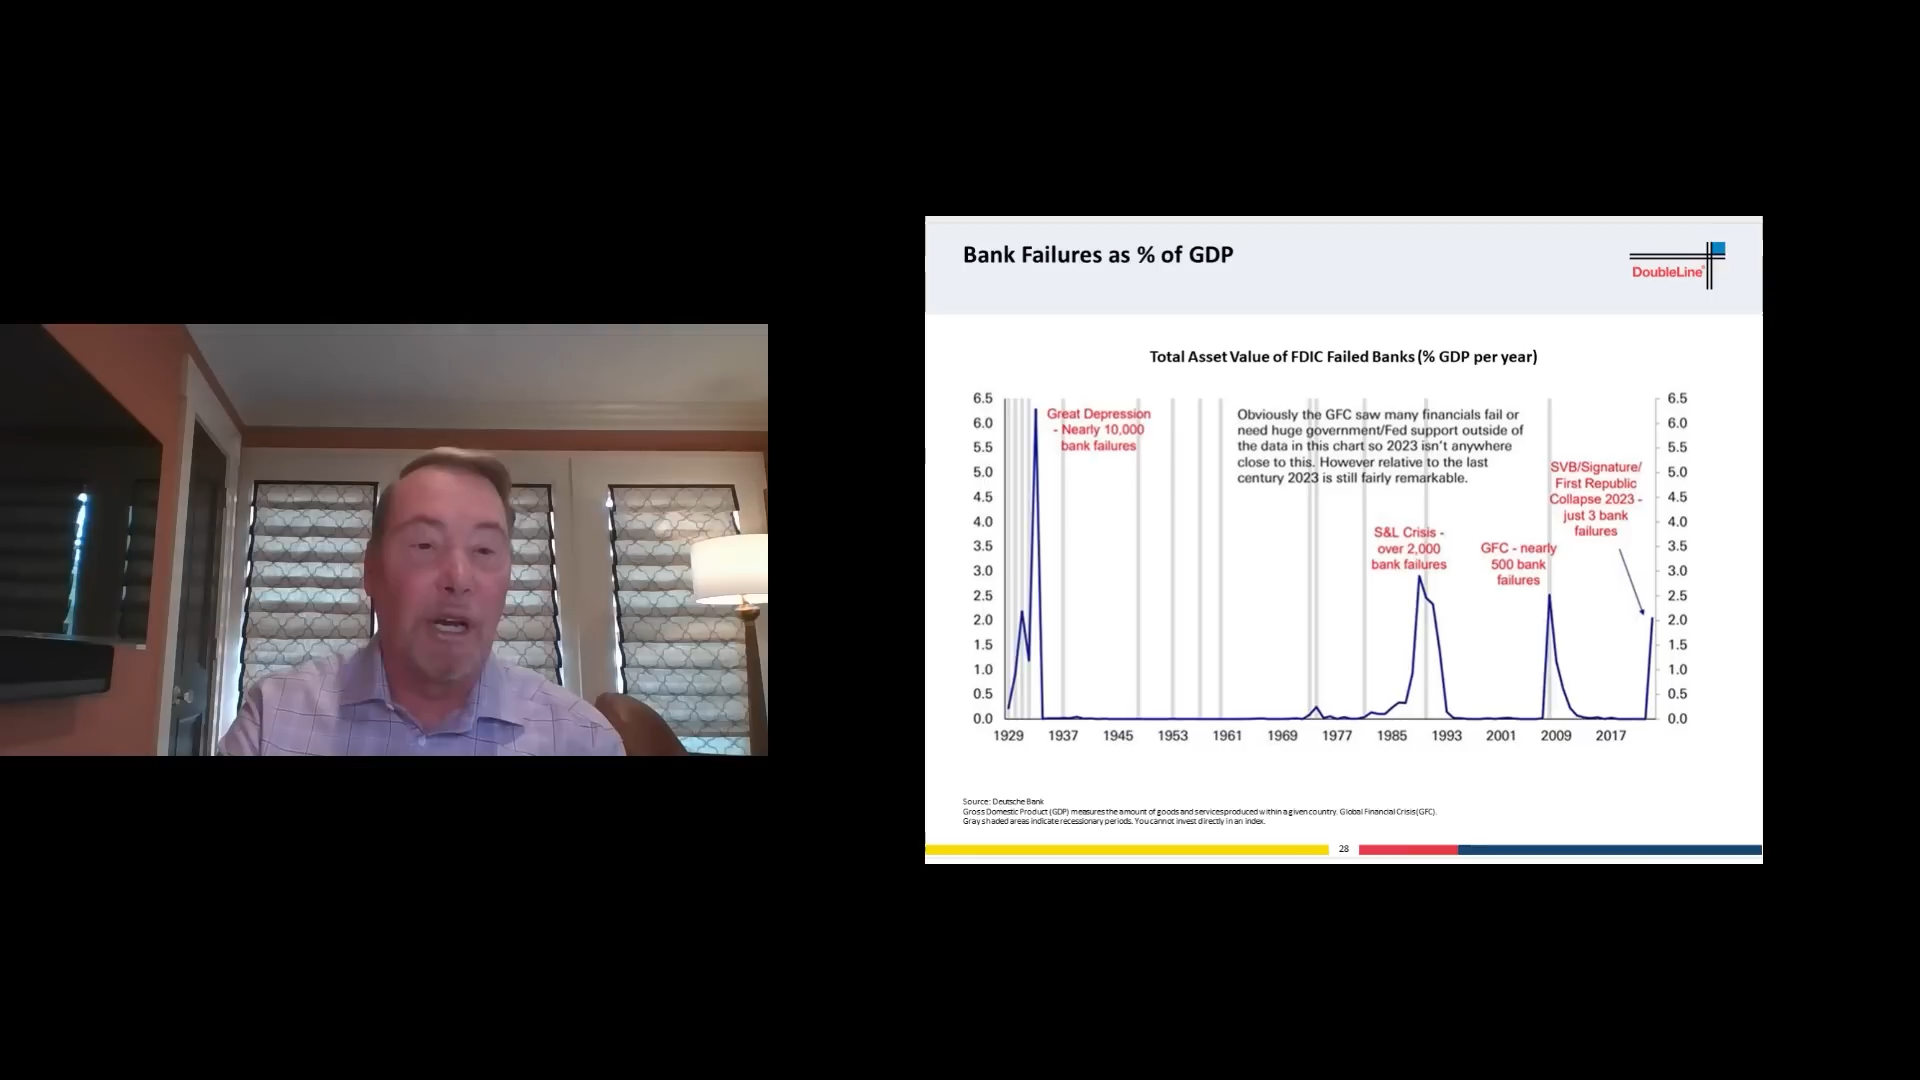 Bank Failures as % of GDP
DoubleLine®
Total Asset Value of FDIC Failed Banks (% GDP per year)
6.5
6.0
5.5
5.0
4.5
4.0
3.5
3.0
2.5
2.0
1.5
1.0
0.5
0.0
Great Depression
- Nearly 10,000
bank failures
Obviously the GFC saw many financials fail or
need huge government/Fed support outside of
the data in this chart so 2023 isn't anywhere
close to this. However relative to the last
century 2023 is still fairly remarkable.
S&L Crisis -
over 2,000
bank failures
GFC - nearly
500 bank
failures
SVB/Signature/
First Republic
Collapse 2023 -
just 3 bank
failures
6.5
6.0
5.5
5.0
4.5
4.0
3.5
3.0
2.5
2.0
1.5
1.0
0.5
0.0
1929 1937 1945 1953 1961 1969 1977 1985 1993 2001 2009 2017
Source: Deutsche Bank
Gross Domestic Product (GDP) measures the amount of goods and services produced within a given country. Global Financial Crisis (GFC).
Gray shaded areas indicate recessionary periods. You cannot invest directly in an index.
28